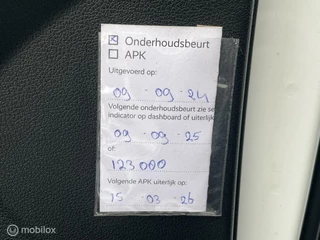 ☒ Onderhoudsbeurt
☐ APK
Uitgevoerd op:
09 - 09 - 24
Volgende onderhoudsbeurt zie se
indicator op dashboard of uiterlijk
09 - 09 - 25
of:
123 000
Volgende APK uiterlijk op:
15 - 03 - 26
mobilox